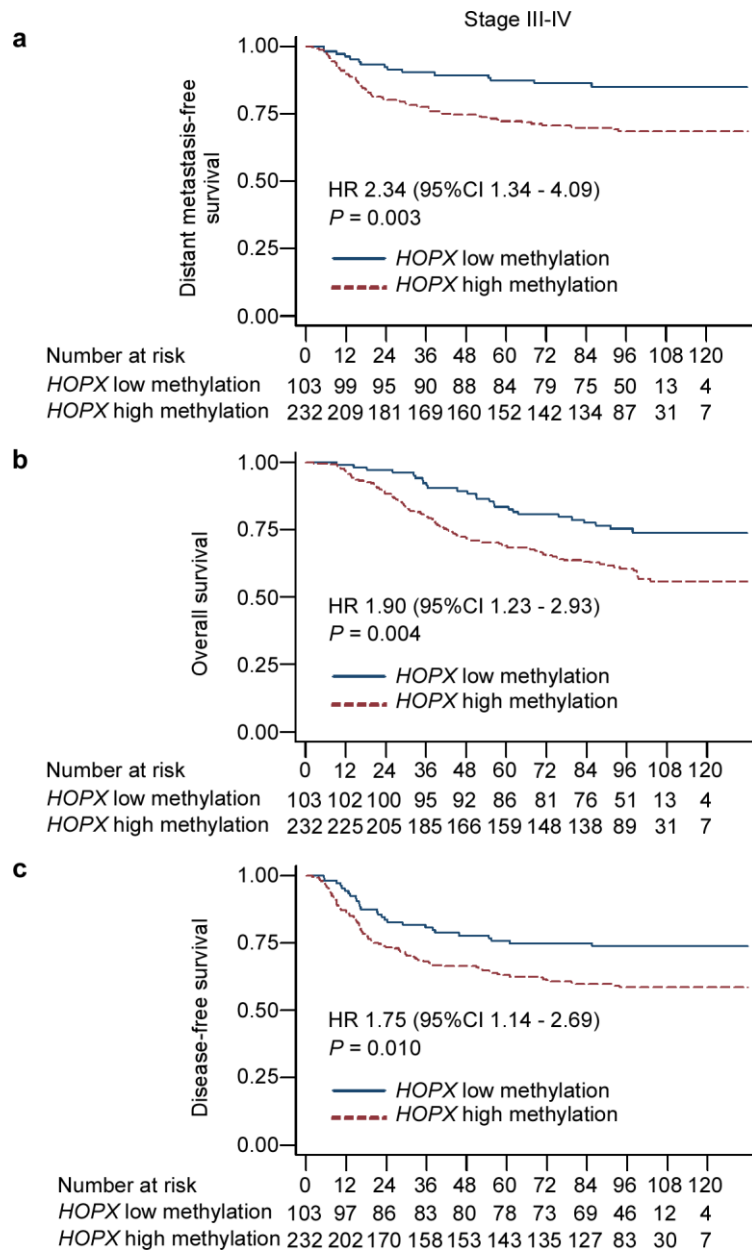 Stage III-IV
a
1.00
0.75
0.50
0.25
0.00
Distant metastasis-free
survival
HR 2.34 (95%CI 1.34 - 4.09)
P = 0.003
HOPX low methylation
HOPX high methylation
Number at risk 0 12 24 36 48 60 72 84 96 108 120
HOPX low methylation 103 99 95 90 88 84 79 75 50 13 4
HOPX high methylation 232 209 181 169 160 152 142 134 87 31 7
b
1.00
0.75
0.50
0.25
0.00
Overall survival
HR 1.90 (95%CI 1.23 - 2.93)
P = 0.004
HOPX low methylation
HOPX high methylation
Number at risk 0 12 24 36 48 60 72 84 96 108 120
HOPX low methylation 103 102 100 95 92 86 81 76 51 13 4
HOPX high methylation 232 225 205 185 166 159 148 138 89 31 7
c
1.00
0.75
0.50
0.25
0.00
Disease-free survival
HR 1.75 (95%CI 1.14 - 2.69)
P = 0.010
HOPX low methylation
HOPX high methylation
Number at risk 0 12 24 36 48 60 72 84 96 108 120
HOPX low methylation 103 97 86 83 80 78 73 69 46 12 4
HOPX high methylation 232 202 170 158 153 143 135 127 83 30 7